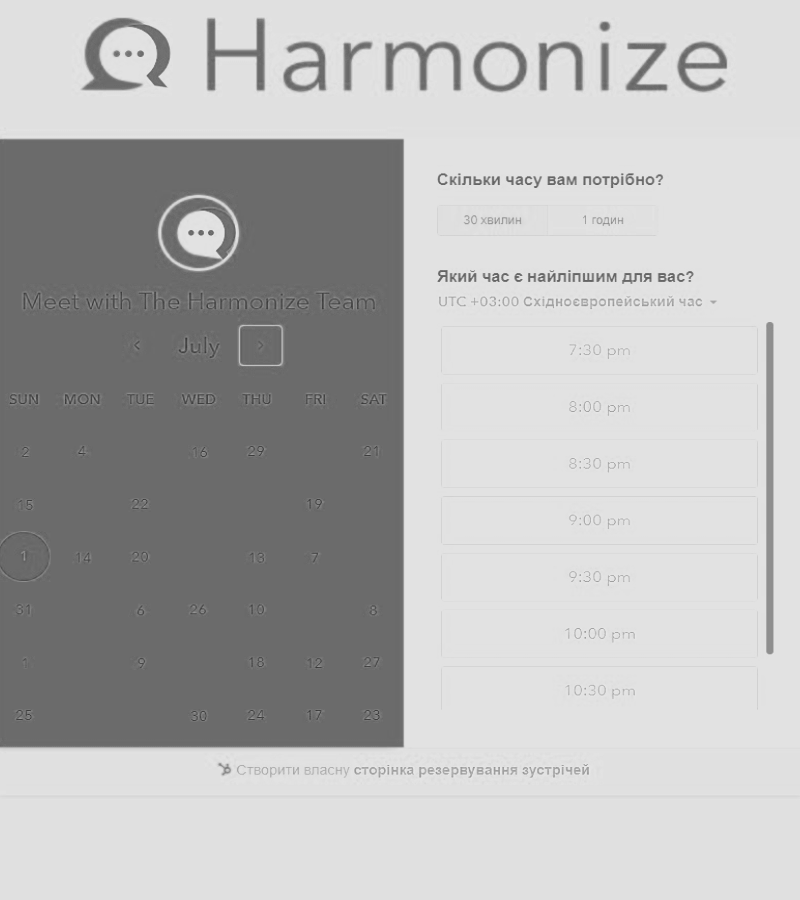 Harmonize
Meet with The Harmonize Team
July
SUN MON TUE WED THU FRI SAT
2 4 16 29 21
15 22 19
1 14 20 13 7
31 6 26 10 8
1 9 18 12 27
25 30 24 17 23
Скільки часу вам потрібно?
30 хвилин 1 годин
Який час є найліпшим для вас?
UTC +03:00 Східноєвропейський час
7:30 pm
8:00 pm
8:30 pm
9:00 pm
9:30 pm
10:00 pm
10:30 pm
Створити власну сторінка резервування зустрічей